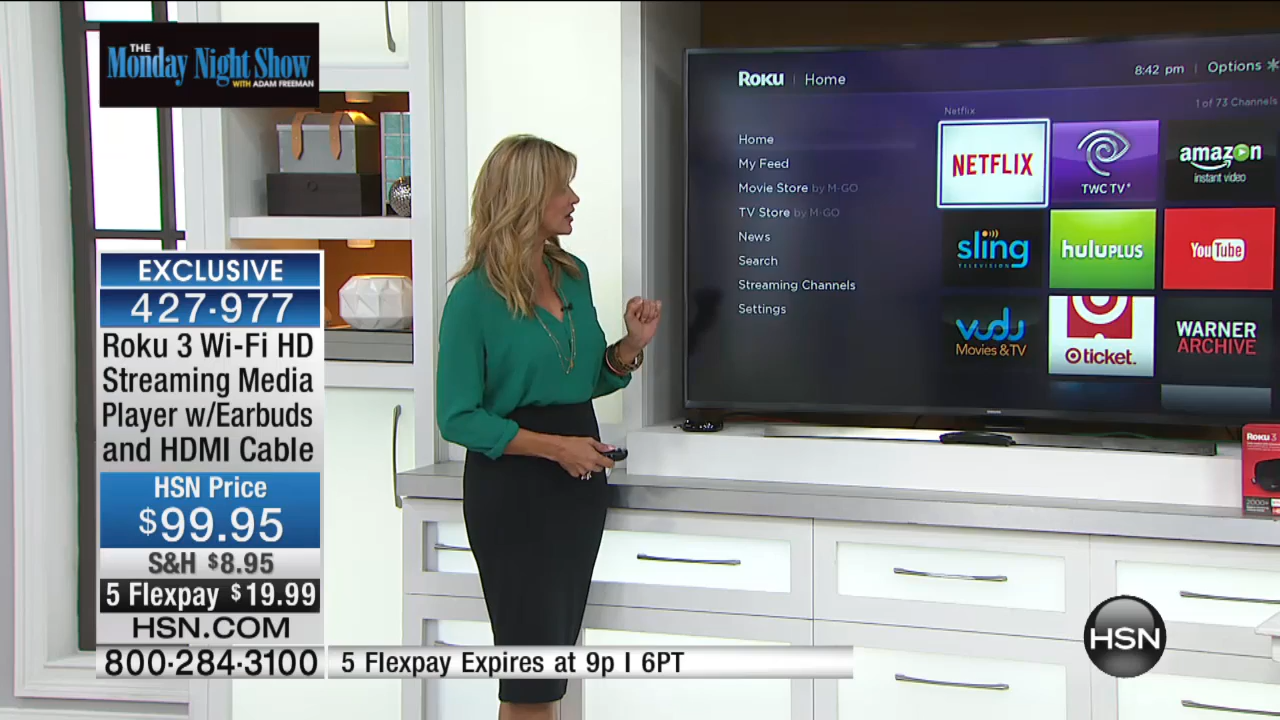 THE
Monday Night Show
WITH ADAM FREEMAN
EXCLUSIVE
427·977
Roku 3 Wi-Fi HD
Streaming Media
Player w/Earbuds
and HDMI Cable
HSN Price
$99.95
S&H $8.95
5 Flexpay $19.99
HSN.COM
800·284·3100
5 Flexpay Expires at 9p | 6PT
ROKU | Home
8:42 pm | Options *
1 of 73 Channels
Netflix
Home
My Feed
Movie Store by M-GO
TV Store by M-GO
News
Search
Streaming Channels
Settings
NETFLIX
TWC TV
amazon
instant video
sling
TELEVISION
huluPLUS
YouTube
vudu
Movies & TV
ticket.
WARNER
ARCHIVE
ROKU 3
2000+
HSN